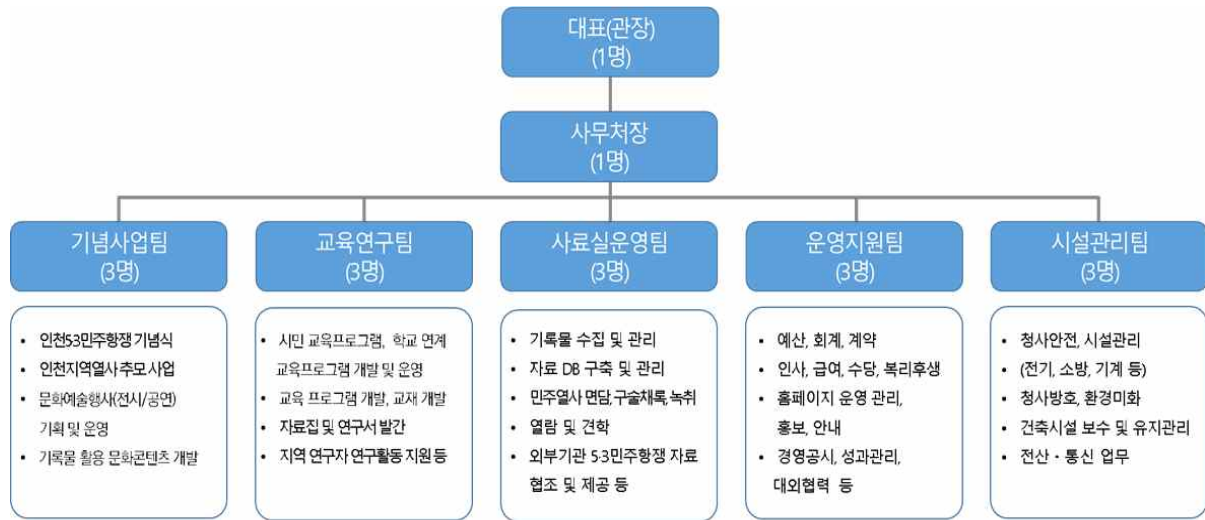 대표(관장)
(1명)
사무처장
(1명)
기념사업팀
(3명)
• 인천5.3민주항쟁 기념식
• 인천지역열사 추모 사업
• 문화예술행사(전시/공연)
기획 및 운영
• 기록물 활용 문화콘텐츠 개발
교육연구팀
(3명)
• 시민 교육프로그램, 학교 연계
교육프로그램 개발 및 운영
• 교육 프로그램 개발, 교재 개발
• 자료집 및 연구서 발간
• 지역 연구자 연구활동 지원 등
사료실운영팀
(3명)
• 기록물 수집 및 관리
• 자료 DB 구축 및 관리
• 민주열사 면담, 구술채록, 녹취
• 열람 및 견학
• 외부기관 5·3민주항쟁 자료
협조 및 제공 등
운영지원팀
(3명)
• 예산, 회계, 계약
• 인사, 급여, 수당, 복리후생
• 홈페이지 운영 관리,
홍보, 안내
• 경영공시, 성과관리,
대외협력 등
시설관리팀
(3명)
• 청사안전, 시설관리
• (전기, 소방, 기계 등)
• 청사방호, 환경미화
• 건축시설 보수 및 유지관리
• 전산·통신 업무